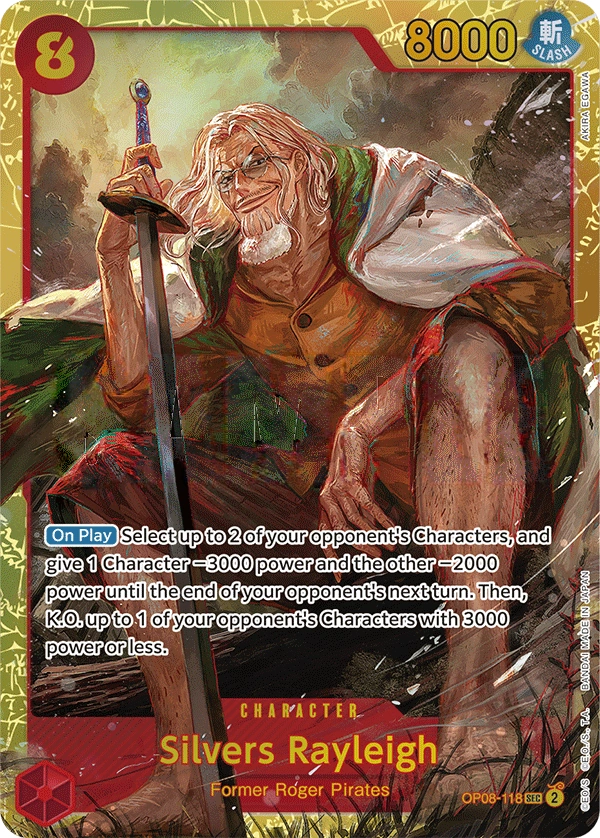 8
8000
斬
SLASH
AKIRA EGAWA
On Play Select up to 2 of your opponent's Characters, and
give 1 Character −3000 power and the other −2000
power until the end of your opponent's next turn. Then,
K.O. up to 1 of your opponent's Characters with 3000
power or less.
©EO/S ©E.O./S., T.A. BANDAI MADE IN JAPAN
CHARACTER
Silvers Rayleigh
Former Roger Pirates
OP08-118 SEC 2